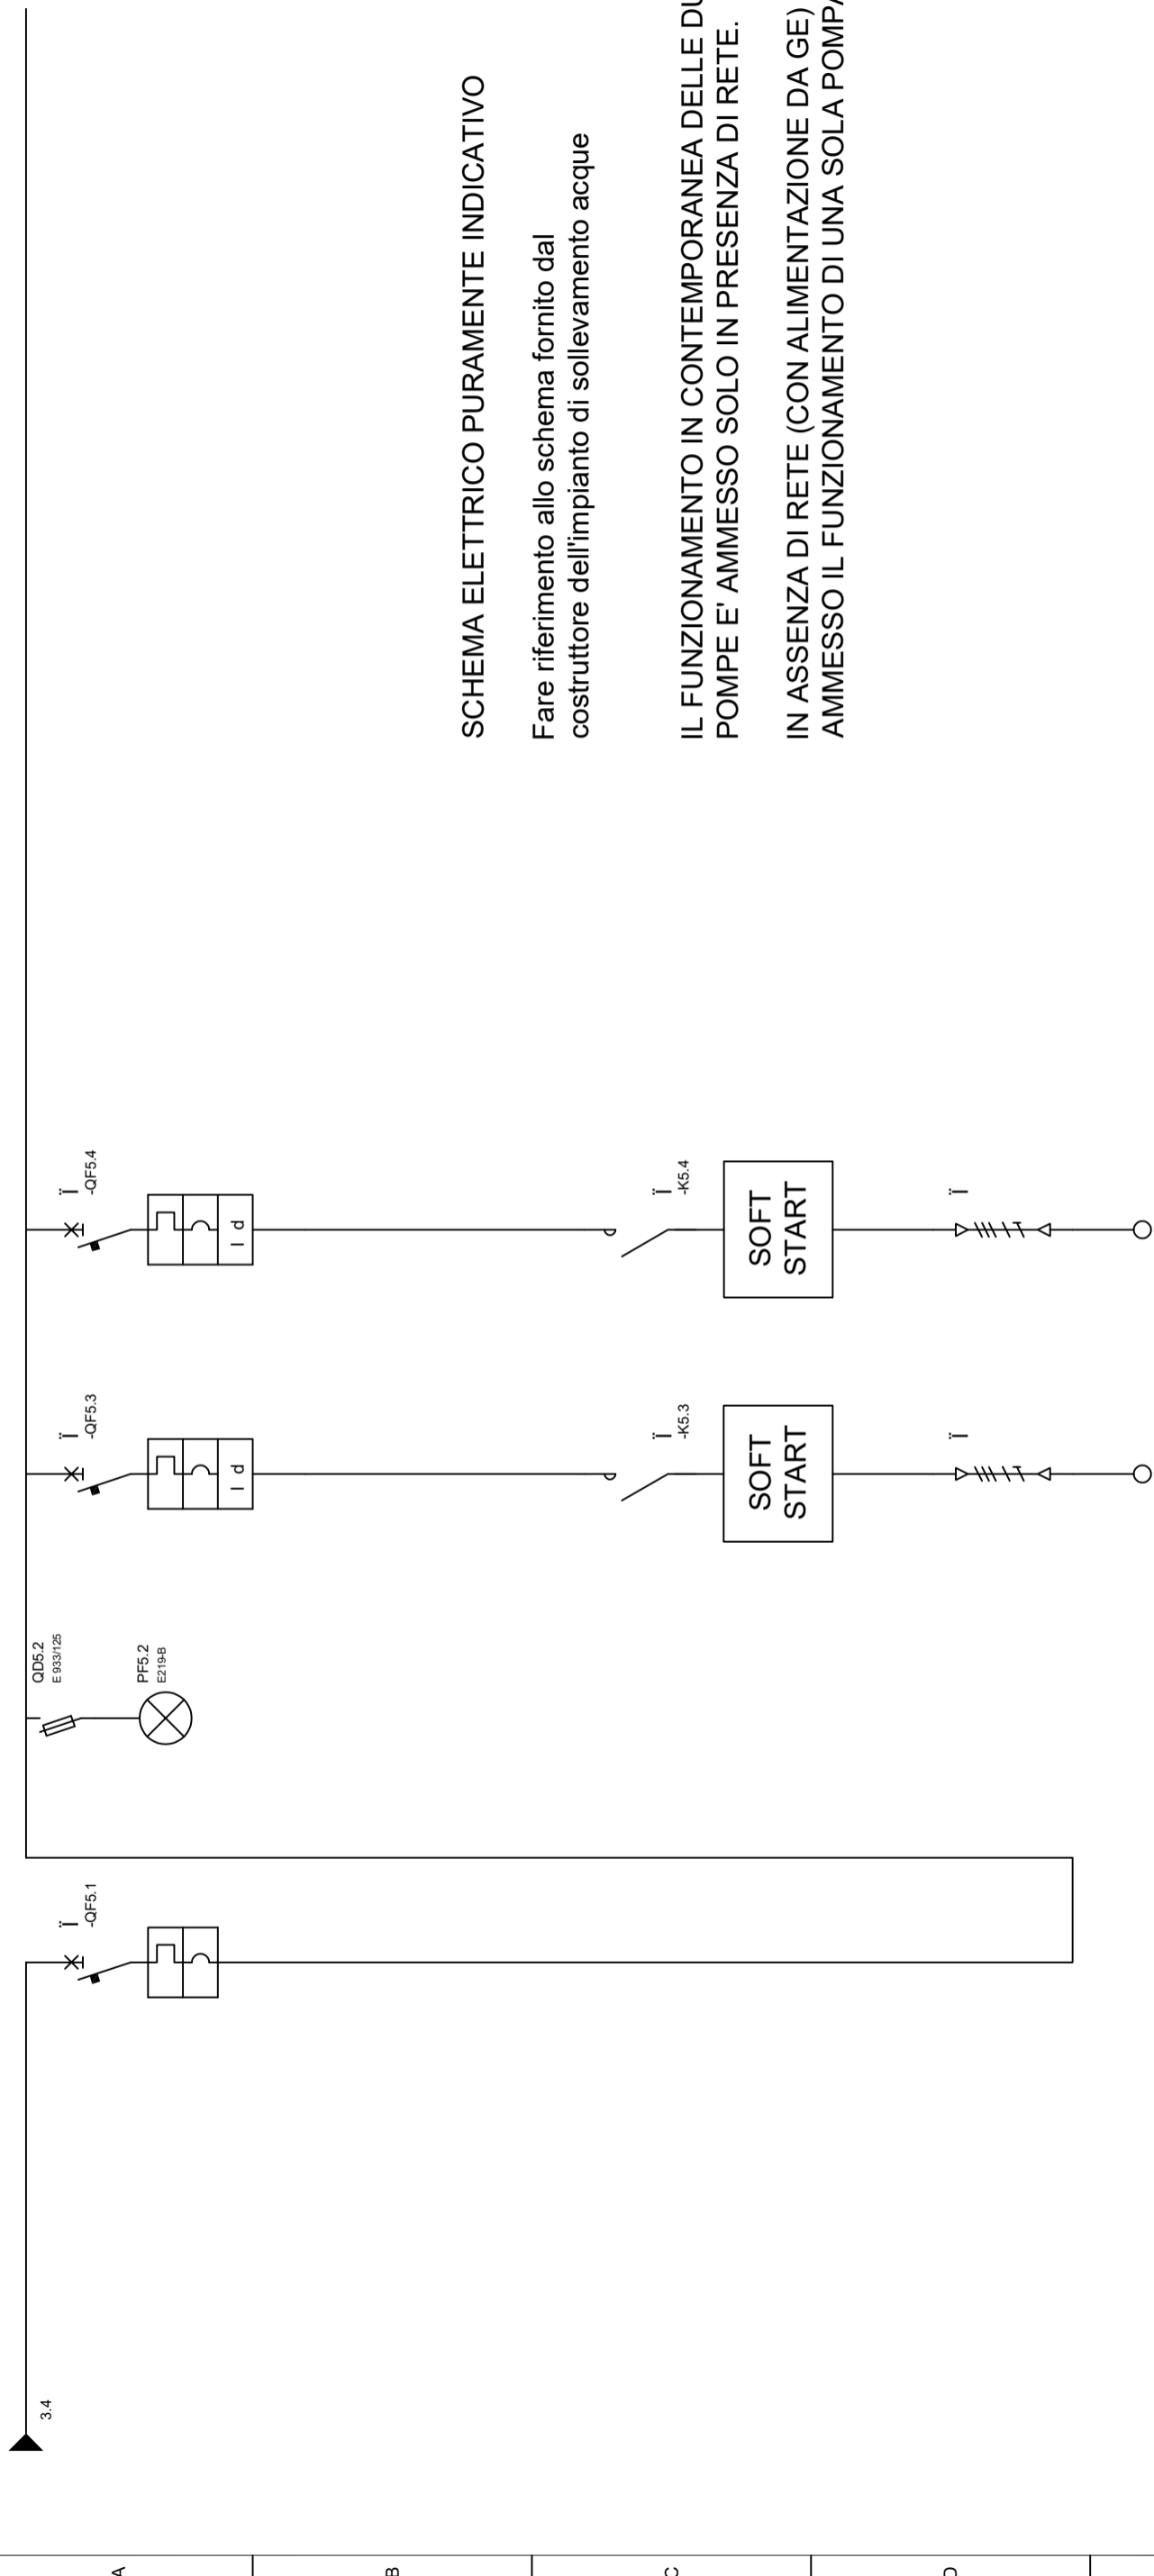 3.4
Ï
-QF5.1
QD5.2
E 933/125
PF5.2
E219-B
Ï
-QF5.3
I d
Ï
-K5.3
SOFT
START
Ï
Ï
-QF5.4
I d
Ï
-K5.4
SOFT
START
Ï
SCHEMA ELETTRICO PURAMENTE INDICATIVO
Fare riferimento allo schema fornito dal
costruttore dell'impianto di sollevamento acque
IL FUNZIONAMENTO IN CONTEMPORANEA DELLE
POMPE E' AMMESSO SOLO IN PRESENZA DI RETE.
IN ASSENZA DI RETE (CON ALIMENTAZIONE DA GE)
AMMESSO IL FUNZIONAMENTO DI UNA SOLA POMPA
A
B
C
D